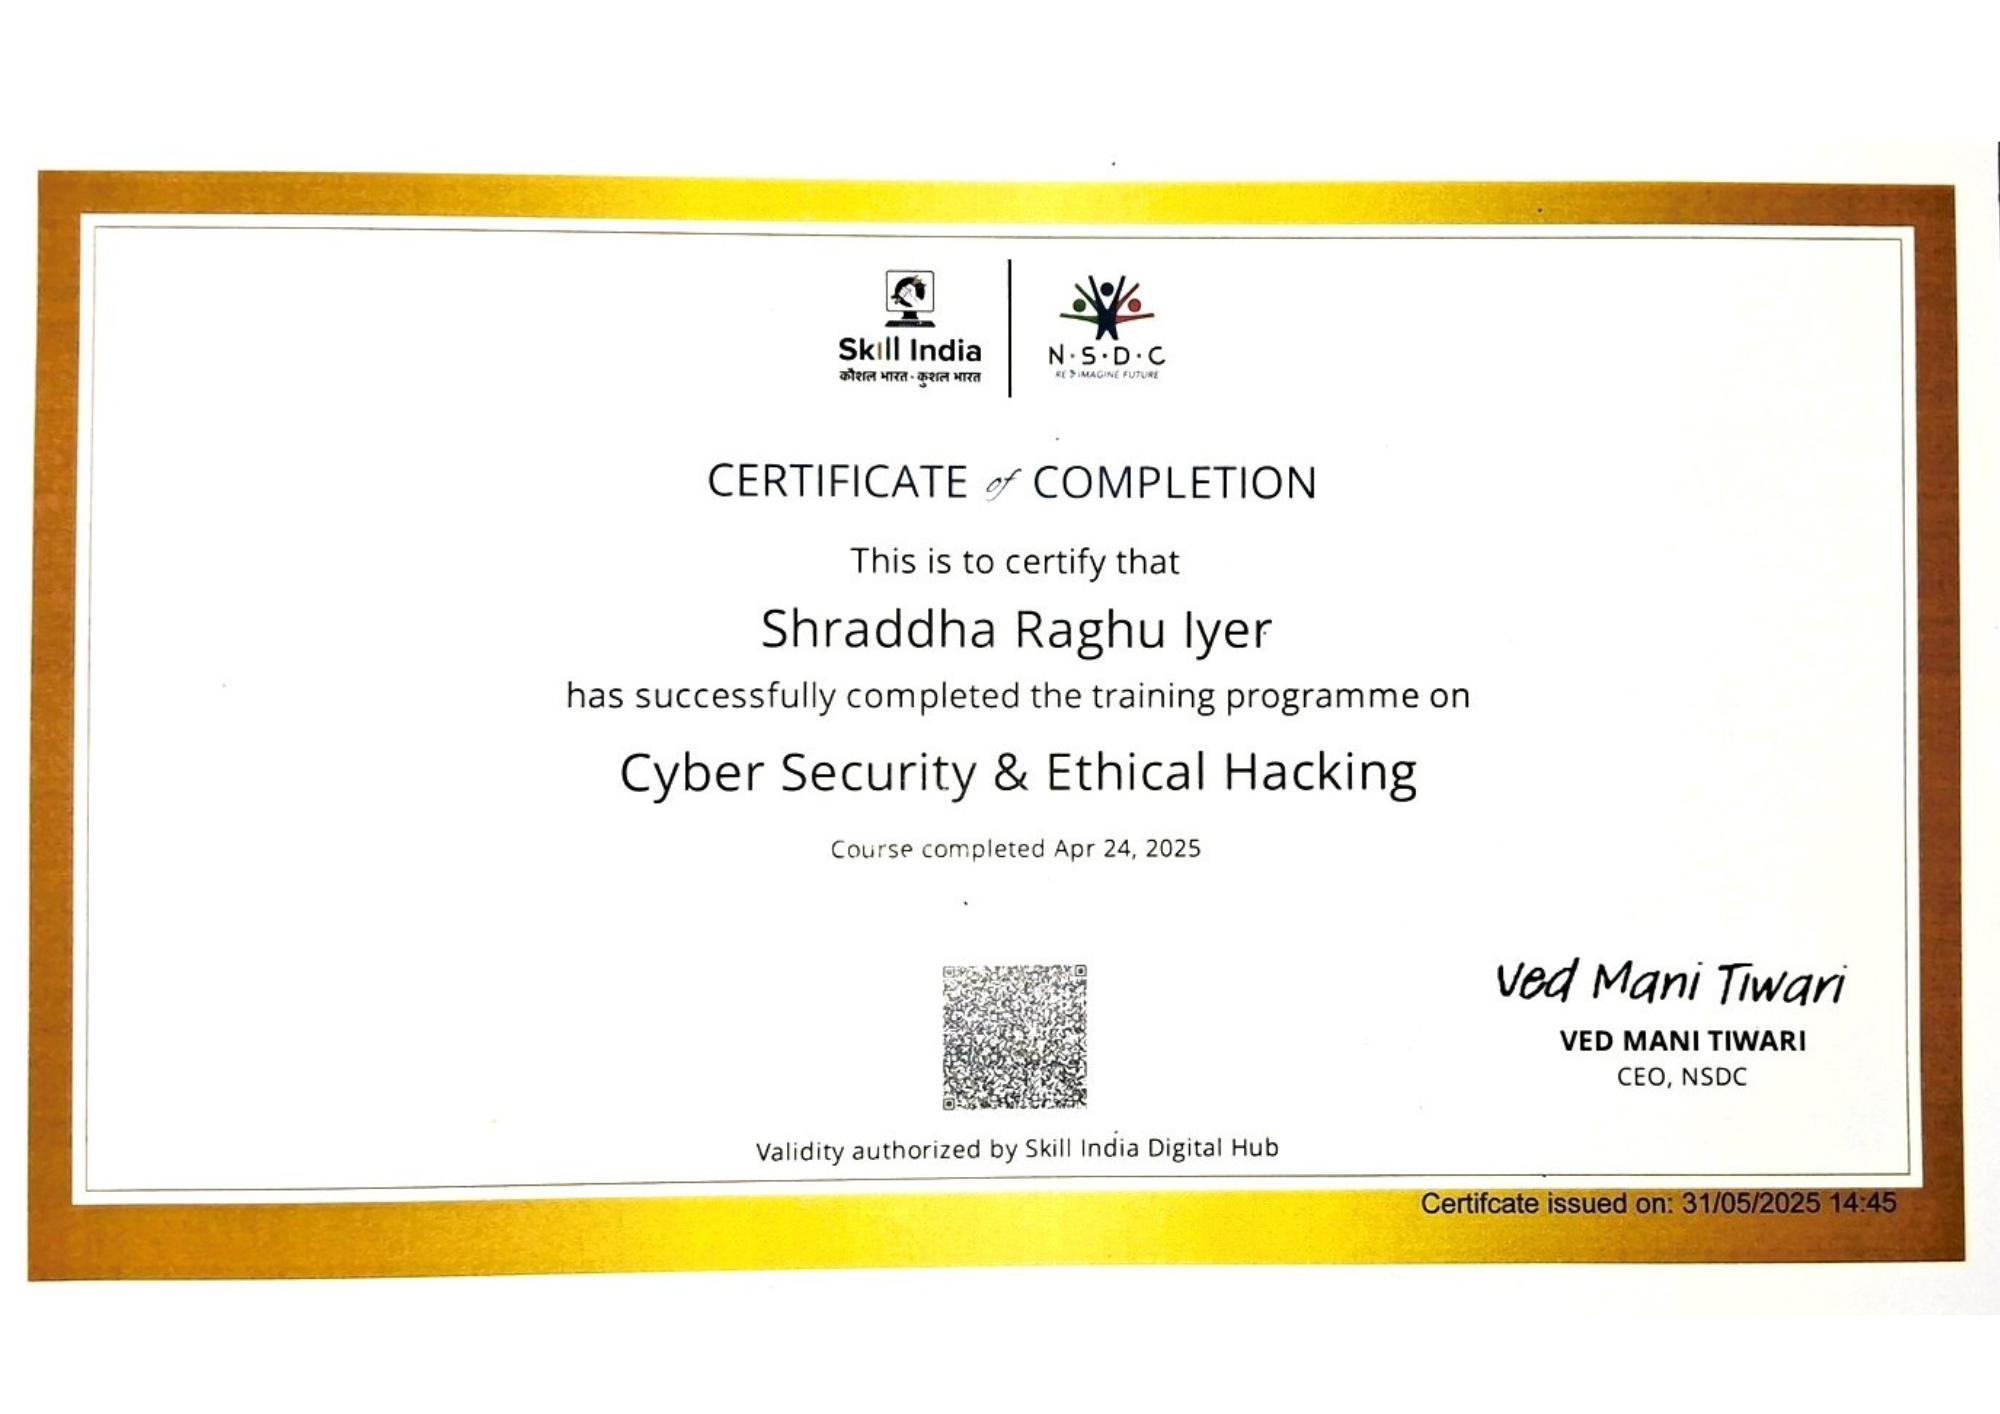 Skill India
कौशल भारत - कुशल भारत
N·S·D·C
RE IMAGINE FUTURE
CERTIFICATE of COMPLETION
This is to certify that
Shraddha Raghu Iyer
has successfully completed the training programme on
Cyber Security & Ethical Hacking
Course completed Apr 24, 2025
Ved Mani Tiwari
VED MANI TIWARI
CEO, NSDC
Validity authorized by Skill India Digital Hub
Certifcate issued on: 31/05/2025 14:45